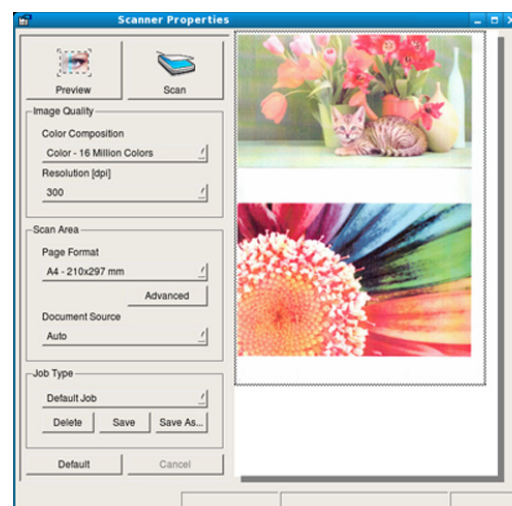 Scanner Properties
Preview
Scan
Image Quality
Color Composition
Color - 16 Million Colors
Resolution [dpi]
300
Scan Area
Page Format
A4 - 210x297 mm
Advanced
Document Source
Auto
Job Type
Default Job
Delete Save Save As...
Default Cancel